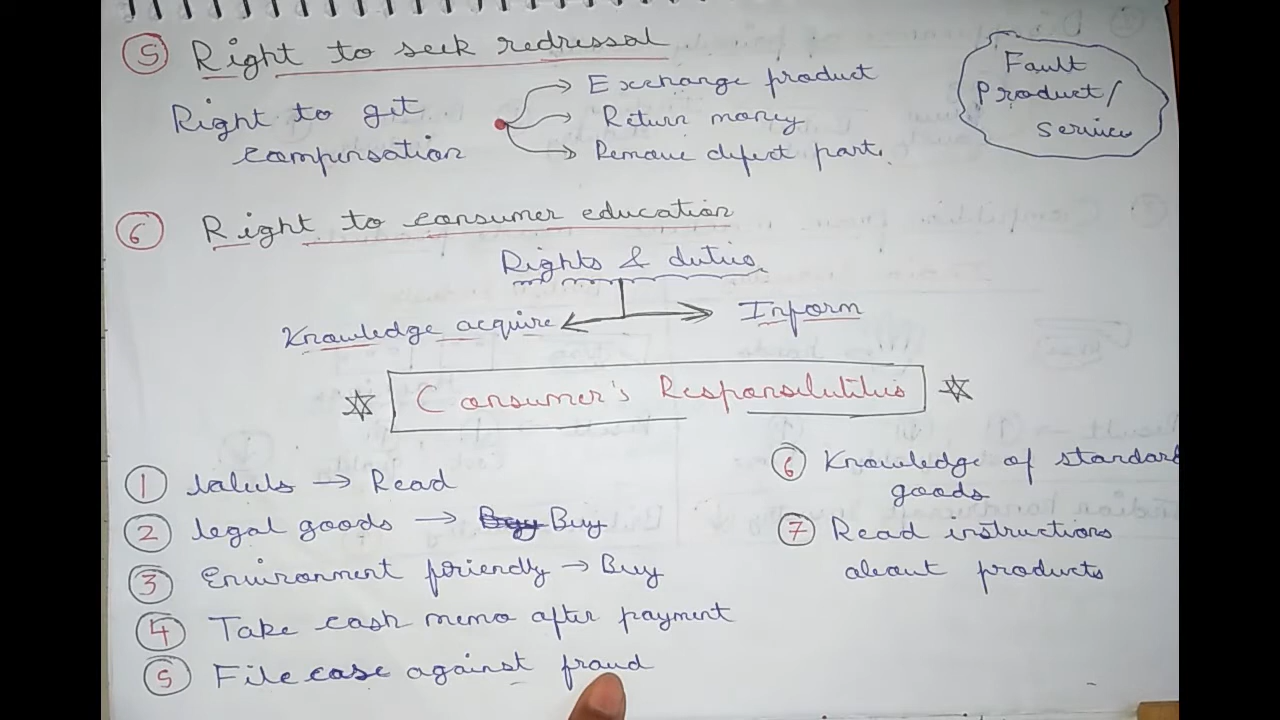 5 Right to seek redressal
Right to get compensation
Exchange product
Return money
Remove defect part.
Fault
Product/
Service
6 Right to consumer education
Rights & duties
Knowledge acquire
Inform
Consumer's Responsibilities
1 labels → Read
2 legal goods → Buy
3 Environment friendly → Buy
4 Take cash memo after payment
5 File case against fraud
6 Knowledge of standard
goods
7 Read instructions
about products